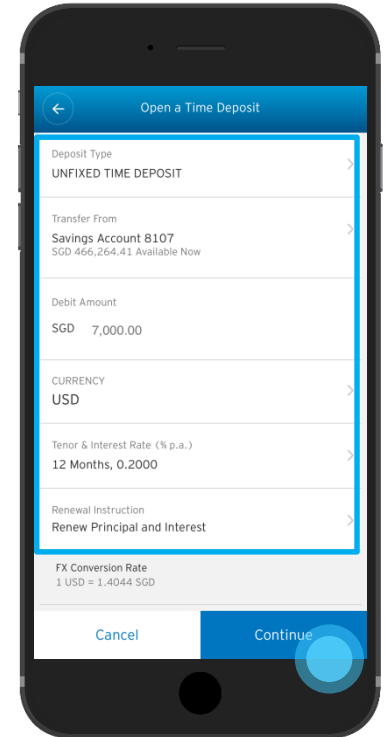 Open a Time Deposit
Deposit Type
UNFIXED TIME DEPOSIT
Transfer From
Savings Account 8107
SGD 466,264.41 Available Now
Debit Amount
SGD 7,000.00
CURRENCY
USD
Tenor & Interest Rate (% p.a.)
12 Months, 0.2000
Renewal Instruction
Renew Principal and Interest
FX Conversion Rate
1 USD = 1.4044 SGD
Cancel Continue